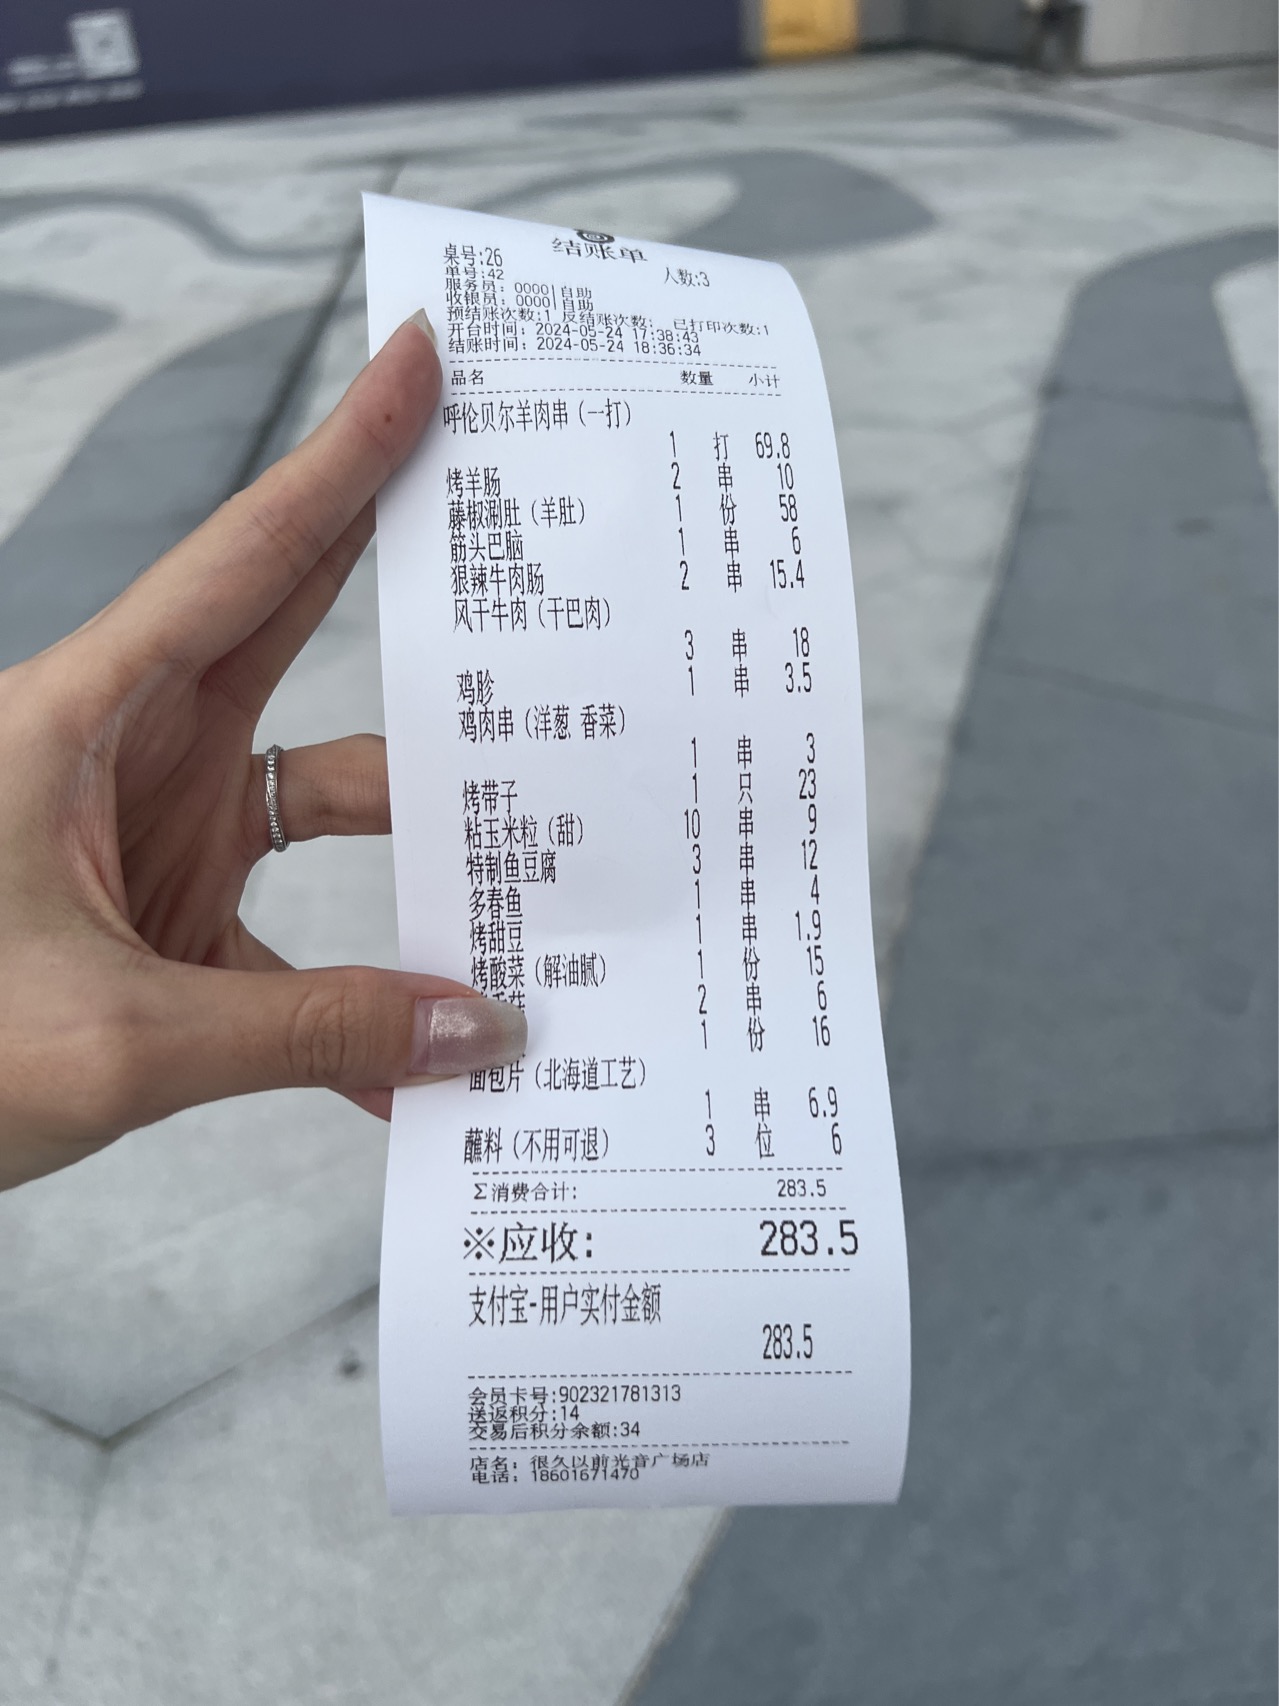 结账单
桌号:26 人数:3
单号:42
服务员: 0000|自助
收银员: 0000|自助
预结账次数:1 反结账次数: 已打印次数:1
开台时间: 2024-05-24 17:38:43
结账时间: 2024-05-24 18:36:34
品名 数量 小计
呼伦贝尔羊肉串（一打）
1 打 69.8
烤羊肠 2 串 10
藤椒涮肚（羊肚） 1 份 58
筋头巴脑 1 串 6
狠辣牛肉肠 2 串 15.4
风干牛肉（干巴肉）
3 串 18
鸡胗 1 串 3.5
鸡肉串（洋葱 香菜）
1 串 3
烤带子 1 只 23
粘玉米粒（甜） 10 串 9
特制鱼豆腐 3 串 12
多春鱼 1 串 4
烤甜豆 1 串 1.9
烤酸菜（解油腻） 1 份 15
2 串 6
1 份 16
面包片（北海道工艺）
1 串 6.9
蘸料（不用可退） 3 位 6
Σ消费合计: 283.5
※应收: 283.5
支付宝-用户实付金额
283.5
会员卡号:902321781313
送返积分:14
交易后积分余额:34
店名: 很久以前光音广场店
电话: 18601671470